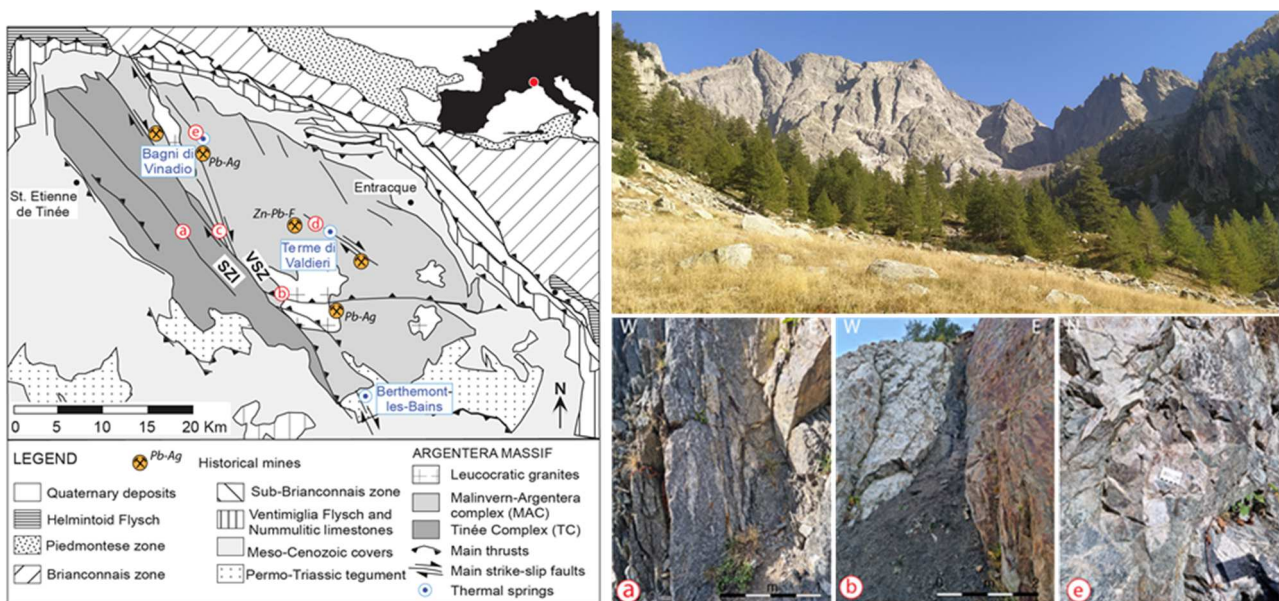 Bagni di
Vinadio
e
Pb-Ag
St. Etienne
de Tinée
Entracque
Zn-Pb-F
d
a
c
Terme di
Valdieri
SZI
VSZ
b
Pb-Ag
Berthemont-
les-Bains
N
0 5 10 15 20 Km
LEGEND
Pb-Ag
Historical mines
Quaternary deposits
Helmintoid Flysch
Piedmontese zone
Brianconnais zone
Sub-Brianconnais zone
Ventimiglia Flysch and
Nummulitic limestones
Meso-Cenozoic covers
Permo-Triassic tegument
ARGENTERA MASSIF
Leucocratic granites
Malinvern-Argentera
complex (MAC)
Tinée Complex (TC)
Main thrusts
Main strike-slip faults
Thermal springs
W
a
m
W
E
b
m
e